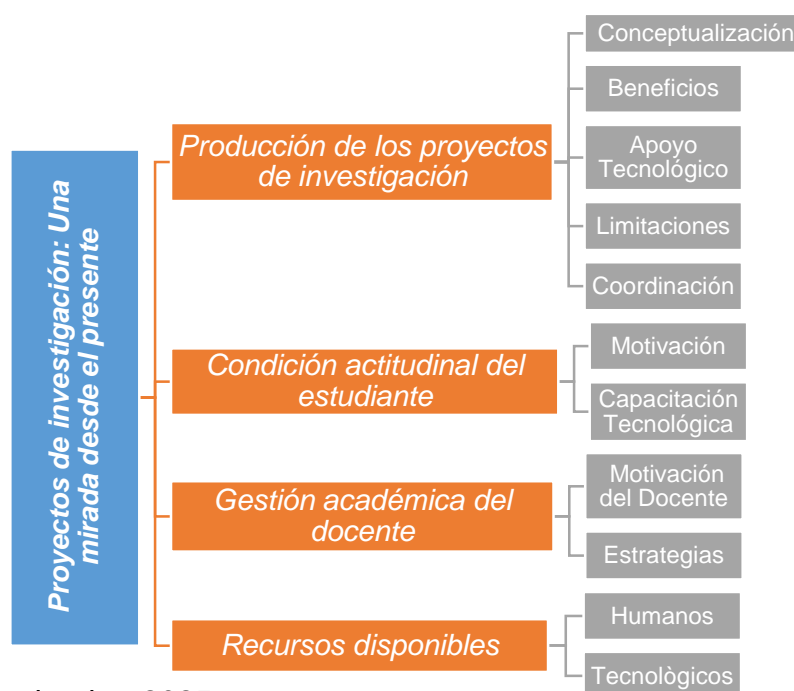 Proyectos de investigación: Una
mirada desde el presente
Producción de los proyectos
de investigación
Conceptualización
Beneficios
Apoyo
Tecnológico
Limitaciones
Coordinación
Condición actitudinal del
estudiante
Motivación
Capacitación
Tecnológica
Gestión académica del
docente
Motivación
del Docente
Estrategias
Recursos disponibles
Humanos
Tecnològicos